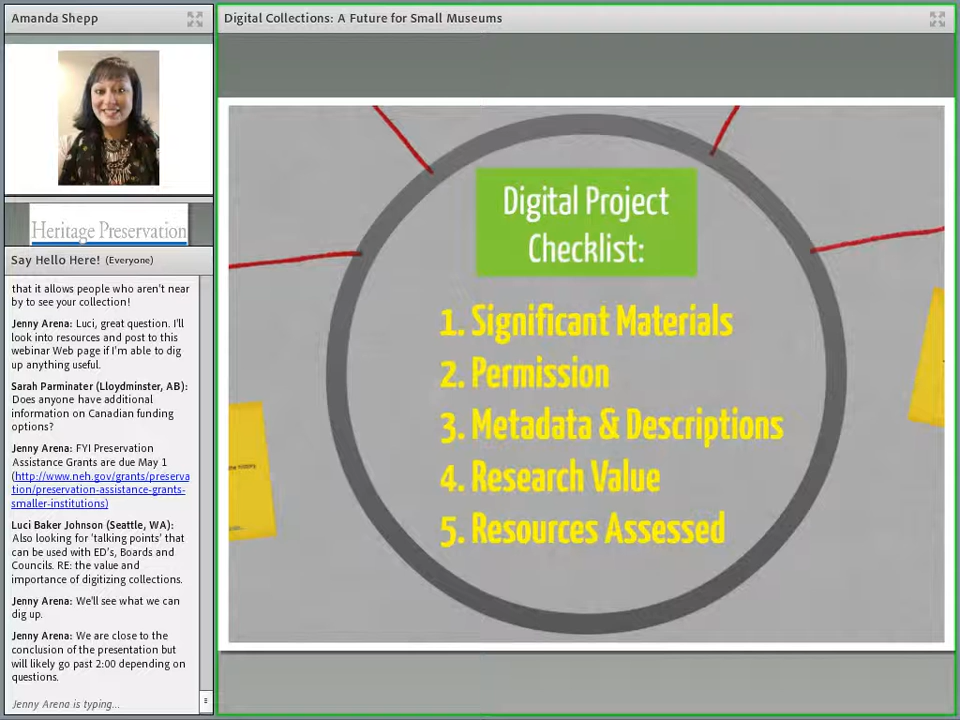 Amanda Shepp
Heritage Preservation
Say Hello Here! (Everyone)
that it allows people who aren't near
by to see your collection!
Jenny Arena: Luci, great question. I'll
look into resources and post to this
webinar Web page if I'm able to dig
up anything useful.
Sarah Parminater (Lloydminster, AB):
Does anyone have additional
information on Canadian funding
options?
Jenny Arena: FYI Preservation
Assistance Grants are due May 1
(http://www.neh.gov/grants/preserva
tion/preservation-assistance-grants-
smaller-institutions)
Luci Baker Johnson (Seattle, WA):
Also looking for 'talking points' that
can be used with ED's, Boards and
Councils. RE: the value and
importance of digitizing collections.
Jenny Arena: We'll see what we can
dig up.
Jenny Arena: We are close to the
conclusion of the presentation but
will likely go past 2:00 depending on
questions.
Jenny Arena is typing...
Digital Collections: A Future for Small Museums
Digital Project
Checklist:
1. Significant Materials
2. Permission
3. Metadata & Descriptions
4. Research Value
5. Resources Assessed